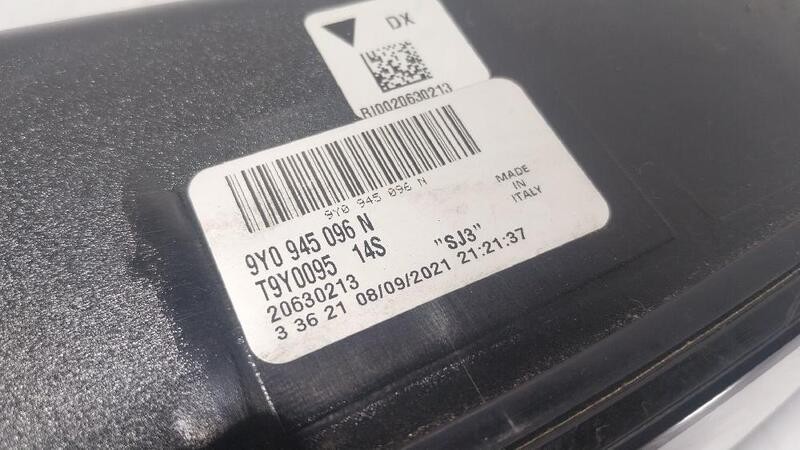 DX
RJ0020630213
9Y0 945 096 N
MADE
IN
ITALY
9Y0 945 096 N
T9Y0095 14S "SJ3"
20630213
3 36 21 08/09/2021 21:21:37